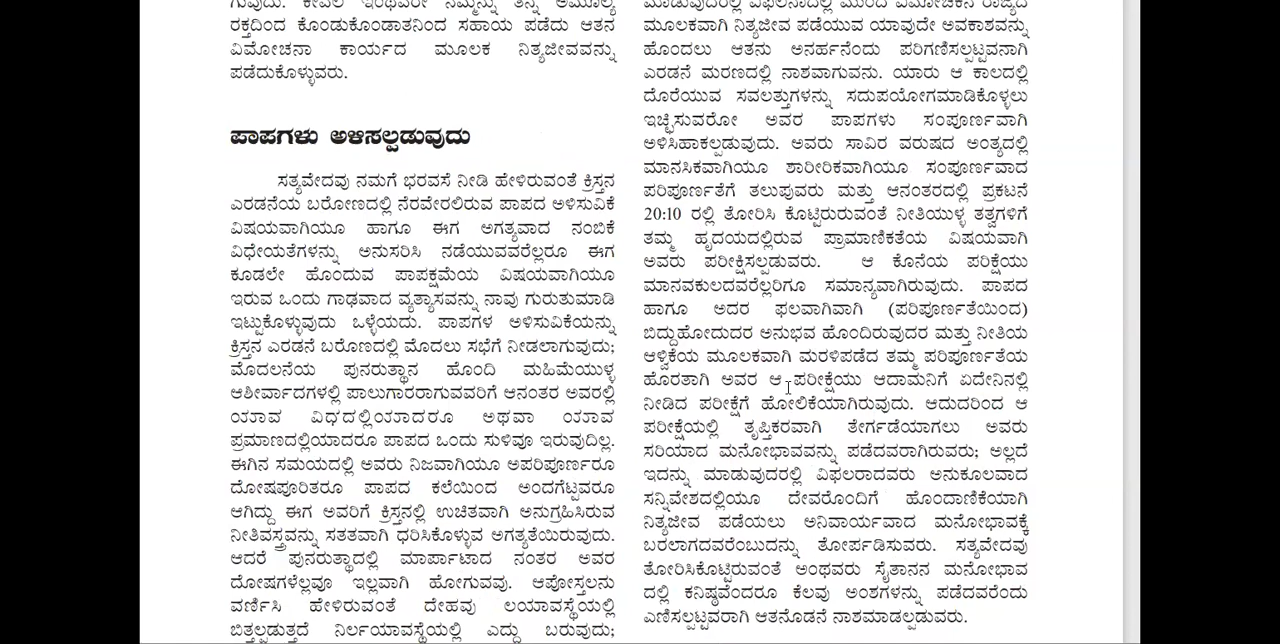 ರಕ್ತದಿಂದ ಕೊಂಡುಕೊಂಡಾತನಿಂದ ಸಹಾಯ ಪಡೆದು ಆತನ
ವಿಮೋಚನಾ ಕಾರ್ಯದ ಮೂಲಕ ನಿತ್ಯಜೀವವನ್ನು
ಪಡೆದುಕೊಳ್ಳುವರು.
ಪಾಪಗಳು ಅಳಿಸಲ್ಪಡುವುದು
ಸತ್ಯವೇದವು ನಮಗೆ ಭರವಸೆ ನೀಡಿ ಹೇಳಿರುವಂತೆ ಕ್ರಿಸ್ತನ
ಎರಡನೆಯ ಬರೋಣದಲ್ಲಿ ನೆರವೇರಲಿರುವ ಪಾಪದ ಅಳಿಸುವಿಕೆ
ವಿಷಯವಾಗಿಯೂ ಹಾಗೂ ಈಗ ಅಗತ್ಯವಾದ ನಂಬಿಕೆ
ವಿಧೇಯತೆಗಳನ್ನು ಅನುಸರಿಸಿ ನಡೆಯುವವರೆಲ್ಲರೂ ಈಗ
ಕೂಡಲೇ ಹೊಂದುವ ಪಾಪಕ್ಷಮೆಯ ವಿಷಯವಾಗಿಯೂ
ಇರುವ ಒಂದು ಗಾಢವಾದ ವ್ಯತ್ಯಾಸವನ್ನು ನಾವು ಗುರುತುಮಾಡಿ
ಇಟ್ಟುಕೊಳ್ಳುವುದು ಒಳ್ಳೆಯದು. ಪಾಪಗಳ ಅಳಿಸುವಿಕೆಯನ್ನು
ಕ್ರಿಸ್ತನ ಎರಡನೆ ಬರೊಣದಲ್ಲಿ ಮೊದಲು ಸಭೆಗೆ ನೀಡಲಾಗುವುದು;
ಮೊದಲನೆಯ ಪುನರುತ್ಥಾನ ಹೊಂದಿ ಮಹಿಮೆಯುಳ್ಳ
ಆಶೀರ್ವಾದಗಳಲ್ಲಿ ಪಾಲುಗಾರರಾಗುವವರಿಗೆ ಆನಂತರ ಅವರಲ್ಲಿ
ಯಾವ ವಿಧದಲ್ಲಿಯಾದರೂ ಅಥವಾ ಯಾವ
ಪ್ರಮಾಣದಲ್ಲಿಯಾದರೂ ಪಾಪದ ಒಂದು ಸುಳಿವೂ ಇರುವುದಿಲ್ಲ.
ಈಗಿನ ಸಮಯದಲ್ಲಿ ಅವರು ನಿಜವಾಗಿಯೂ ಅಪರಿಪೂರ್ಣರೂ
ದೋಷಪೂರಿತರೂ ಪಾಪದ ಕಲೆಯಿಂದ ಅಂದಗೆಟ್ಟವರೂ
ಆಗಿದ್ದು ಈಗ ಅವರಿಗೆ ಕ್ರಿಸ್ತನಲ್ಲಿ ಉಚಿತವಾಗಿ ಅನುಗ್ರಹಿಸಿರುವ
ನೀತಿವಸ್ತ್ರವನ್ನು ಸತತವಾಗಿ ಧರಿಸಿಕೊಳ್ಳುವ ಅಗತ್ಯತೆಯಿರುವುದು.
ಆದರೆ ಪುನರುತ್ಥಾದಲ್ಲಿ ಮಾರ್ಪಾಟಾದ ನಂತರ ಅವರ
ದೋಷಗಳೆಲ್ಲವೂ ಇಲ್ಲವಾಗಿ ಹೋಗುವವು. ಆಪೋಸ್ತಲನು
ವರ್ಣಿಸಿ ಹೇಳಿರುವಂತೆ ದೇಹವು ಲಯಾವಸ್ಥೆಯಲ್ಲಿ
ಬಿತ್ತಲ್ಪಡುತ್ತದೆ ನಿರ್ಲಯಾವಸ್ಥೆಯಲ್ಲಿ ಎದ್ದು ಬರುವುದು;
ಮೂಲಕವಾಗಿ ನಿತ್ಯಜೀವ ಪಡೆಯುವ ಯಾವುದೇ ಅವಕಾಶವನ್ನು
ಹೊಂದಲು ಆತನು ಅನರ್ಹನೆಂದು ಪರಿಗಣಿಸಲ್ಪಟ್ಟವನಾಗಿ
ಎರಡನೆ ಮರಣದಲ್ಲಿ ನಾಶವಾಗುವನು. ಯಾರು ಆ ಕಾಲದಲ್ಲಿ
ದೊರೆಯುವ ಸವಲತ್ತುಗಳನ್ನು ಸದುಪಯೋಗಮಾಡಿಕೊಳ್ಳಲು
ಇಚ್ಛಿಸುವರೋ ಅವರ ಪಾಪಗಳು ಸಂಪೂರ್ಣವಾಗಿ
ಅಳಿಸಿಹಾಕಲ್ಪಡುವುದು. ಅವರು ಸಾವಿರ ವರುಷದ ಅಂತ್ಯದಲ್ಲಿ
ಮಾನಸಿಕವಾಗಿಯೂ ಶಾರೀರಿಕವಾಗಿಯೂ ಸಂಪೂರ್ಣವಾದ
ಪರಿಪೂರ್ಣತೆಗೆ ತಲುಪುವರು ಮತ್ತು ಆನಂತರದಲ್ಲಿ ಪ್ರಕಟನೆ
20:10 ರಲ್ಲಿ ತೋರಿಸಿ ಕೊಟ್ಟಿರುರುವಂತೆ ನೀತಿಯುಳ್ಳ ತತ್ವಗಳಿಗೆ
ತಮ್ಮ ಹೃದಯದಲ್ಲಿರುವ ಪ್ರಾಮಾಣಿಕತೆಯ ವಿಷಯವಾಗಿ
ಅವರು ಪರೀಕ್ಷಿಸಲ್ಪಡುವರು. ಆ ಕೊನೆಯ ಪರಿಕ್ಷೆಯು
ಮಾನವಕುಲದವರೆಲ್ಲರಿಗೂ ಸಮಾನ್ಯವಾಗಿರುವುದು. ಪಾಪದ
ಹಾಗೂ ಅದರ ಫಲವಾಗಿವಾಗಿ (ಪರಿಪೂರ್ಣತೆಯಿಂದ)
ಬಿದ್ದುಹೋದುದರ ಅನುಭವ ಹೊಂದಿರುವುದರ ಮತ್ತು ನೀತಿಯ
ಆಳ್ವಿಕೆಯ ಮೂಲಕವಾಗಿ ಮರಳಿಪಡೆದ ತಮ್ಮ ಪರಿಪೂರ್ಣತೆಯ
ಹೊರತಾಗಿ ಅವರ ಆ ಪರೀಕ್ಷೆಯು ಆದಾಮನಿಗೆ ಏದೇನಿನಲ್ಲಿ
ನೀಡಿದ ಪರೀಕ್ಷೆಗೆ ಹೋಲಿಕೆಯಾಗಿರುವುದು. ಆದುದರಿಂದ ಆ
ಪರೀಕ್ಷೆಯಲ್ಲಿ ತೃಪ್ತಿಕರವಾಗಿ ತೇರ್ಗಡೆಯಾಗಲು ಅವರು
ಸರಿಯಾದ ಮನೋಭಾವವನ್ನು ಪಡೆದವರಾಗಿರುವರು; ಅಲ್ಲದೆ
ಇದನ್ನು ಮಾಡುವುದರಲ್ಲಿ ವಿಫಲರಾದವರು ಅನುಕೂಲವಾದ
ಸನ್ನಿವೇಶದಲ್ಲಿಯೂ ದೇವರೊಂದಿಗೆ ಹೊಂದಾಣಿಕೆಯಾಗಿ
ನಿತ್ಯಜೀವ ಪಡೆಯಲು ಅನಿವಾರ್ಯವಾದ ಮನೋಭಾವಕ್ಕೆ
ಬರಲಾಗದವರೆಂಬುದನ್ನು ತೋರ್ಪಡಿಸುವರು. ಸತ್ಯವೇದವು
ತೋರಿಸಿಕೊಟ್ಟಿರುವಂತೆ ಅಂಥವರು ಸೈತಾನನ ಮನೋಭಾವ
ದಲ್ಲಿ ಕನಿಷ್ಠವೆಂದರೂ ಕೆಲವು ಅಂಶಗಳನ್ನು ಪಡೆದವರೆಂದು
ಎಣಿಸಲ್ಪಟ್ಟವರಾಗಿ ಆತನೊಡನೆ ನಾಶಮಾಡಲ್ಪಡುವರು.